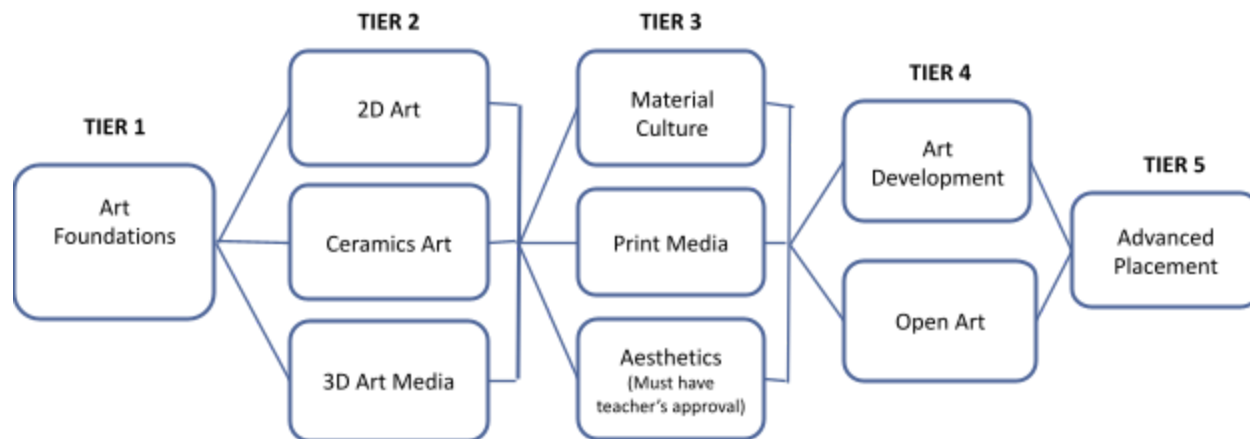 TIER 1
Art
Foundations
TIER 2
2D Art
Ceramics Art
3D Art Media
TIER 3
Material
Culture
Print Media
Aesthetics
(Must have
teacher's approval)
TIER 4
Art
Development
Open Art
TIER 5
Advanced
Placement